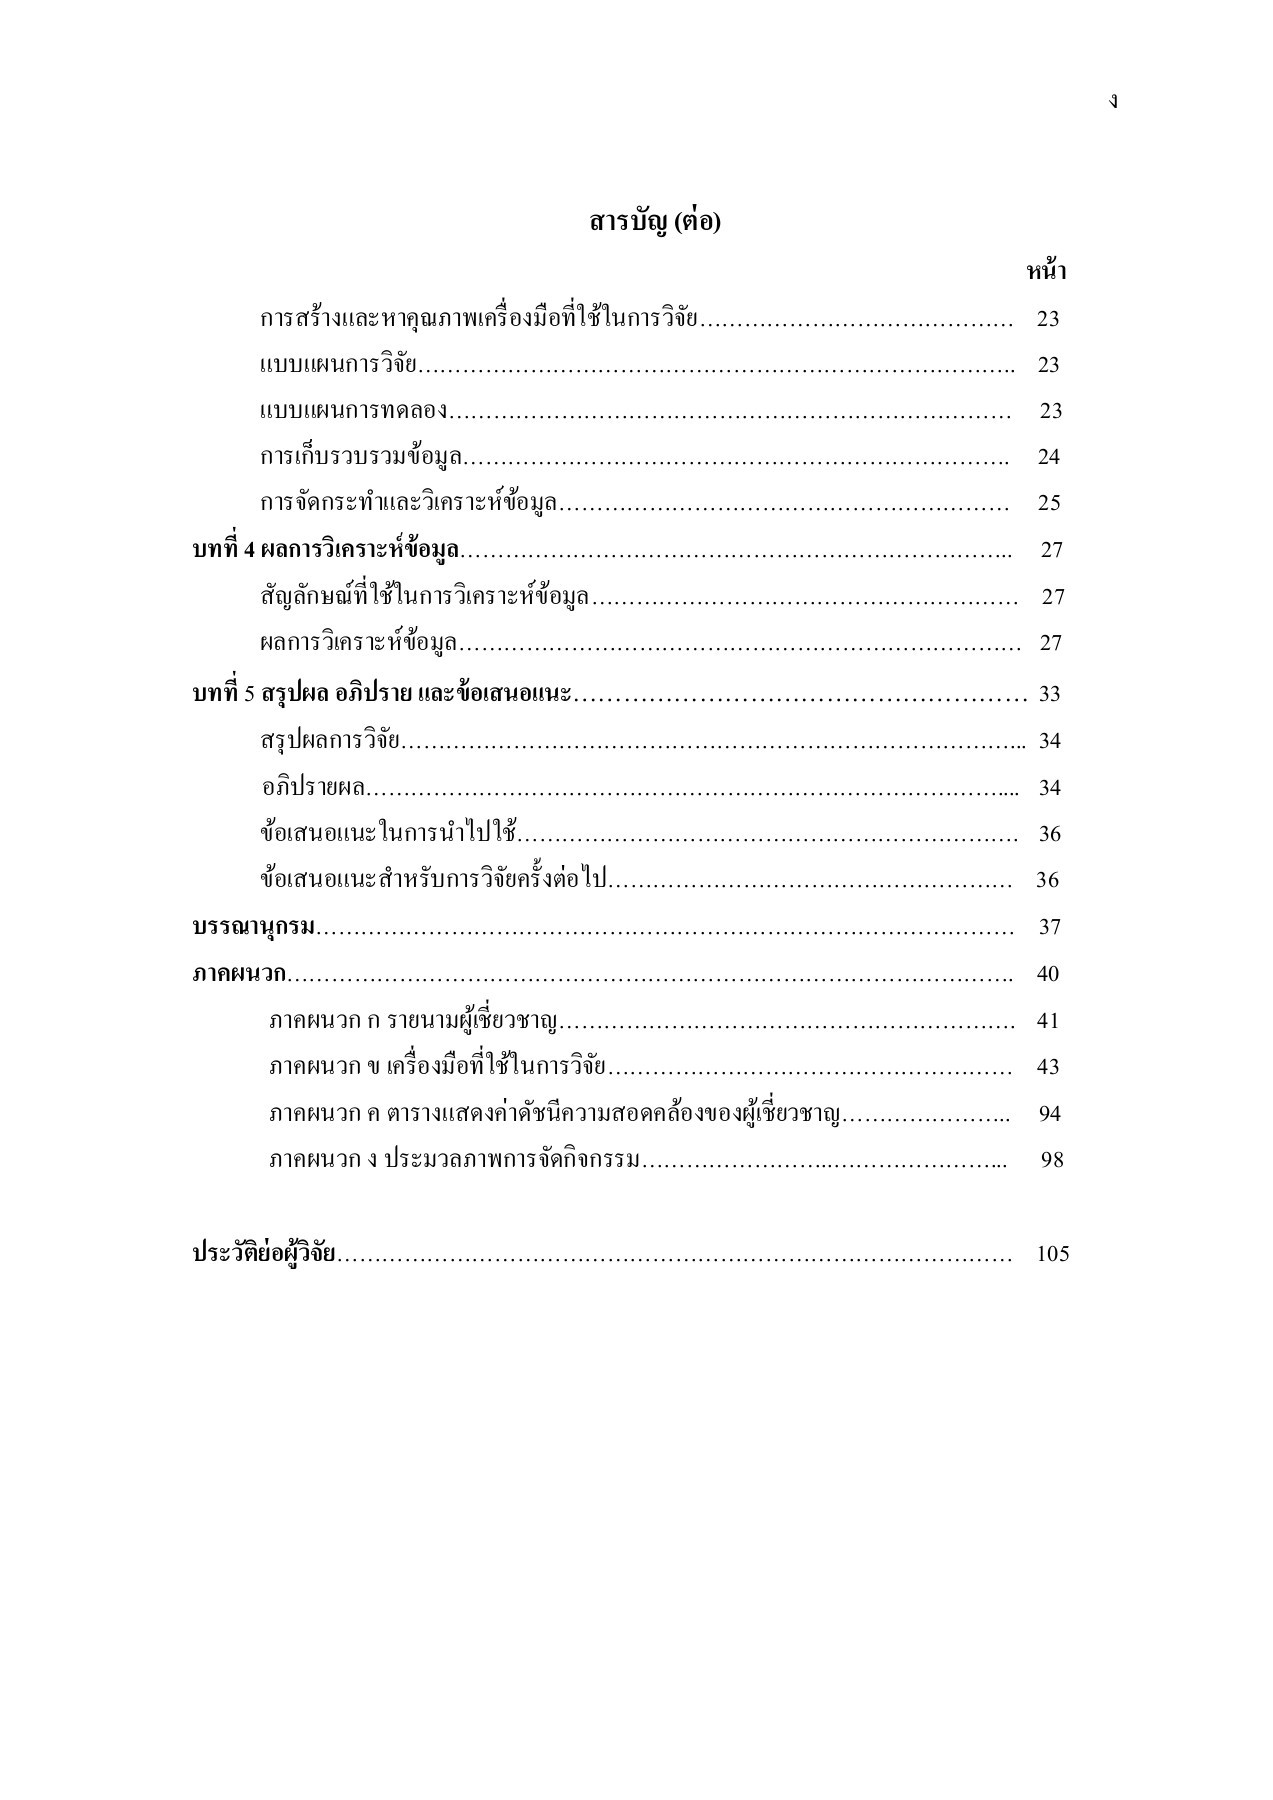 ง
สารบัญ (ต่อ)
หน้า
การสร้างและหาคุณภาพเครื่องมือที่ใช้ในการวิจัย…………………………………… 23
แบบแผนการวิจัย…………………………………………………………………….. 23
แบบแผนการทดลอง………………………………………………………………… 23
การเก็บรวบรวมข้อมูล………………………………………………………………. 24
การจัดกระทำและวิเคราะห์ข้อมูล…………………………………………………… 25
บทที่ 4 ผลการวิเคราะห์ข้อมูล……………………………………………………………….. 27
สัญลักษณ์ที่ใช้ในการวิเคราะห์ข้อมูล………………………………………………… 27
ผลการวิเคราะห์ข้อมูล………………………………………………………………… 27
บทที่ 5 สรุปผล อภิปราย และข้อเสนอแนะ…………………………………………………… 33
สรุปผลการวิจัย………………………………………………………………………... 34
อภิปรายผล………………………………………………………………………….... 34
ข้อเสนอแนะในการนำไปใช้………………………………………………………… 36
ข้อเสนอแนะสำหรับการวิจัยครั้งต่อไป……………………………………………… 36
บรรณานุกรม………………………………………………………………………………… 37
ภาคผนวก……………………………………………………………………………………. 40
ภาคผนวก ก รายนามผู้เชี่ยวชาญ……………………………………………………. 41
ภาคผนวก ข เครื่องมือที่ใช้ในการวิจัย……………………………………………… 43
ภาคผนวก ค ตารางแสดงค่าดัชนีความสอดคล้องของผู้เชี่ยวชาญ………………….. 94
ภาคผนวก ง ประมวลภาพการจัดกิจกรรม……………………..…………………... 98
ประวัติย่อผู้วิจัย……………………………………………………………………………… 105